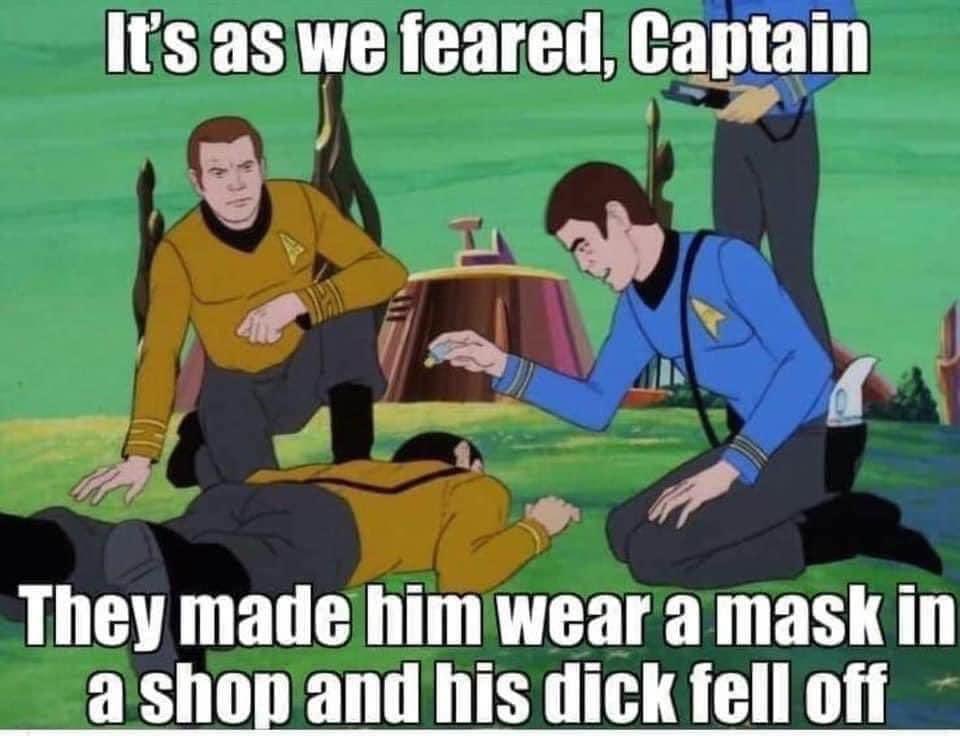 It's as we feared, Captain
They made him wear a mask in
a shop and his dick fell off